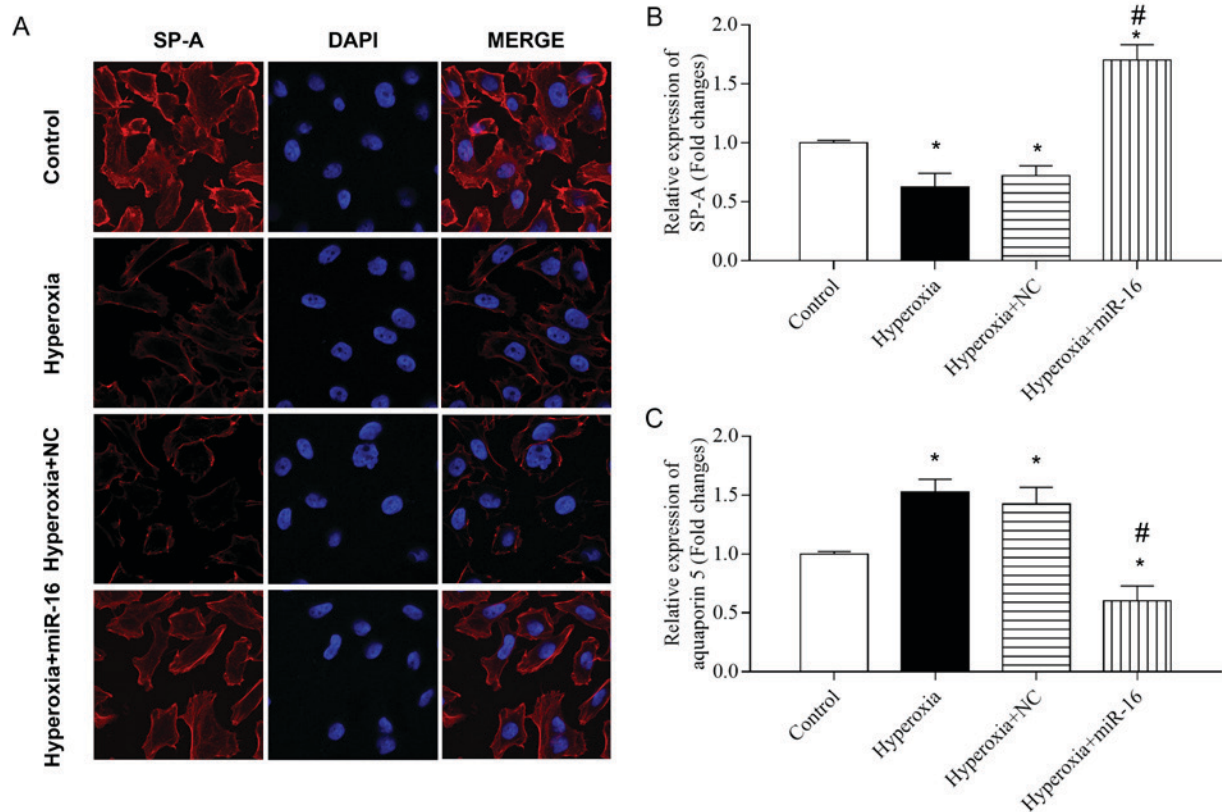 A
SP-A
DAPI
MERGE
Control
Hyperoxia
Hyperoxia+NC
Hyperoxia+miR-16
B
Relative expression of
SP-A (Fold changes)
2.0
1.5
1.0
0.5
0.0
*
*
#
*
Control
Hyperoxia
Hyperoxia+NC
Hyperoxia+miR-16
C
Relative expression of
aquaporin 5 (Fold changes)
2.0
1.5
1.0
0.5
0.0
*
*
#
*
Control
Hyperoxia
Hyperoxia+NC
Hyperoxia+miR-16